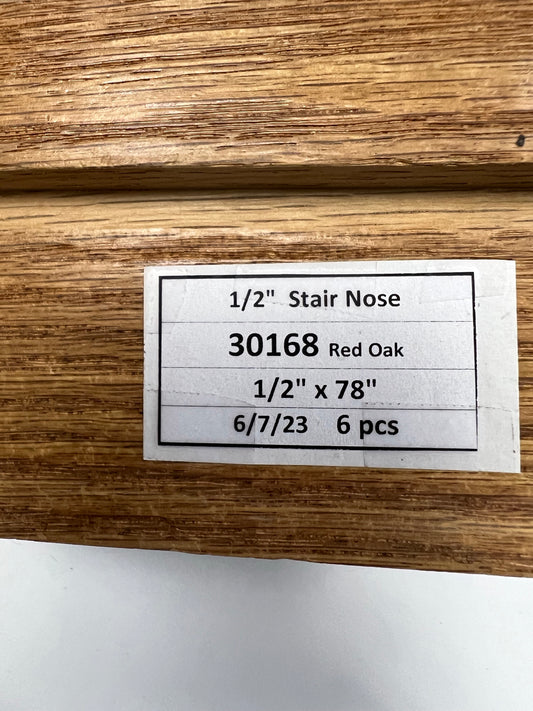 1/2" Stair Nose
30168 Red Oak
1/2" x 78"
6/7/23 6 pcs